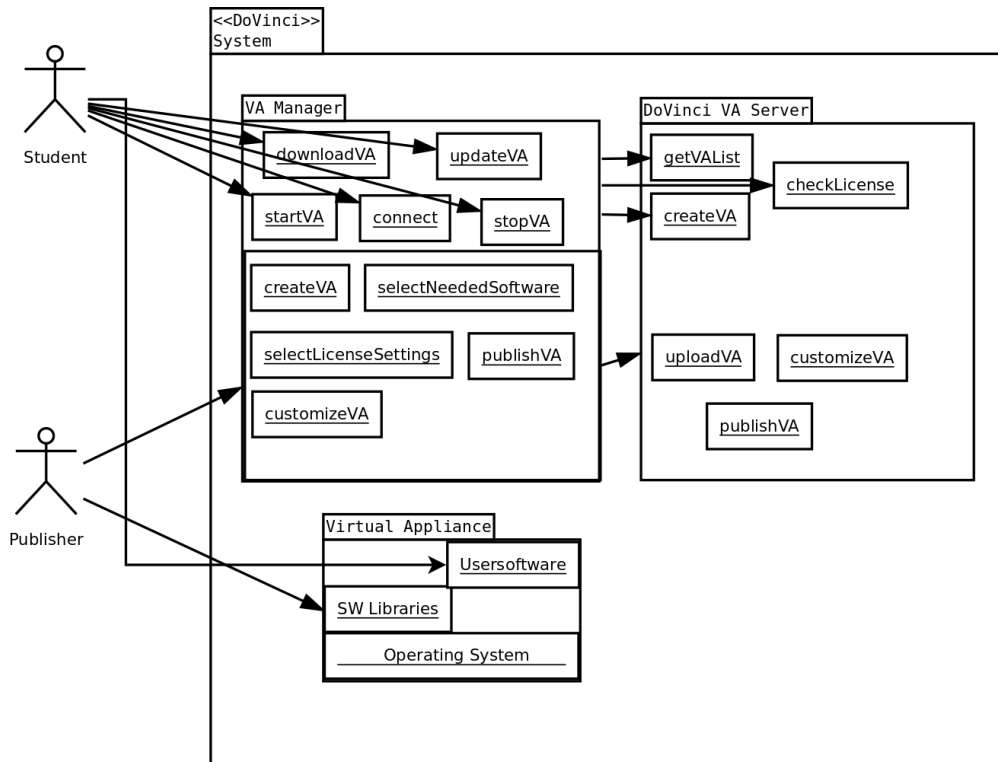 <<DoVinci>>
System
Student
VA Manager
downloadVA
updateVA
startVA
connect
stopVA
createVA
selectNeededSoftware
selectLicenseSettings
publishVA
customizeVA
DoVinci VA Server
getVAList
checkLicense
createVA
uploadVA
customizeVA
publishVA
Publisher
Virtual Appliance
Usersoftware
SW Libraries
Operating System